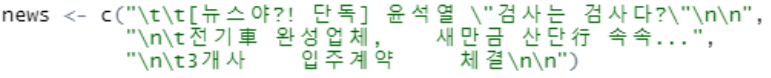 news <- c("\t\t[뉴스야?! 단독] 윤석열 \"검사는 검사다?\"\n\n",
"\n\t전기車 완성업체,    새만금 산단行 속속...",
"\n\t3개사    입주계약    체결\n\n")